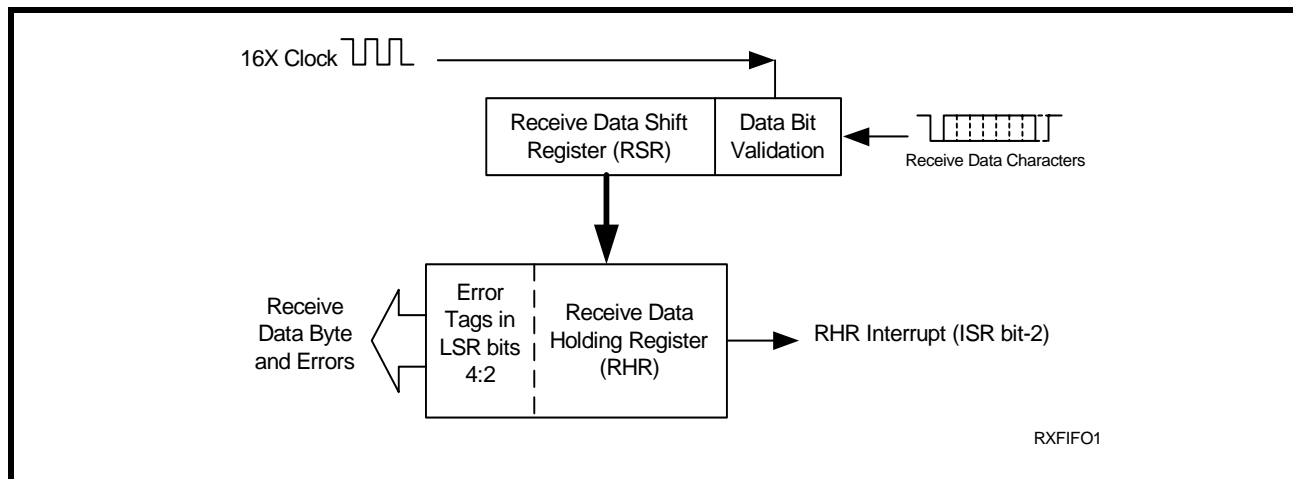 16X Clock
Receive Data Shift
Register (RSR)
Data Bit
Validation
Receive Data Characters
Receive
Data Byte
and Errors
Error
Tags in
LSR bits
4:2
Receive Data
Holding Register
(RHR)
RHR Interrupt (ISR bit-2)
RXFIFO1